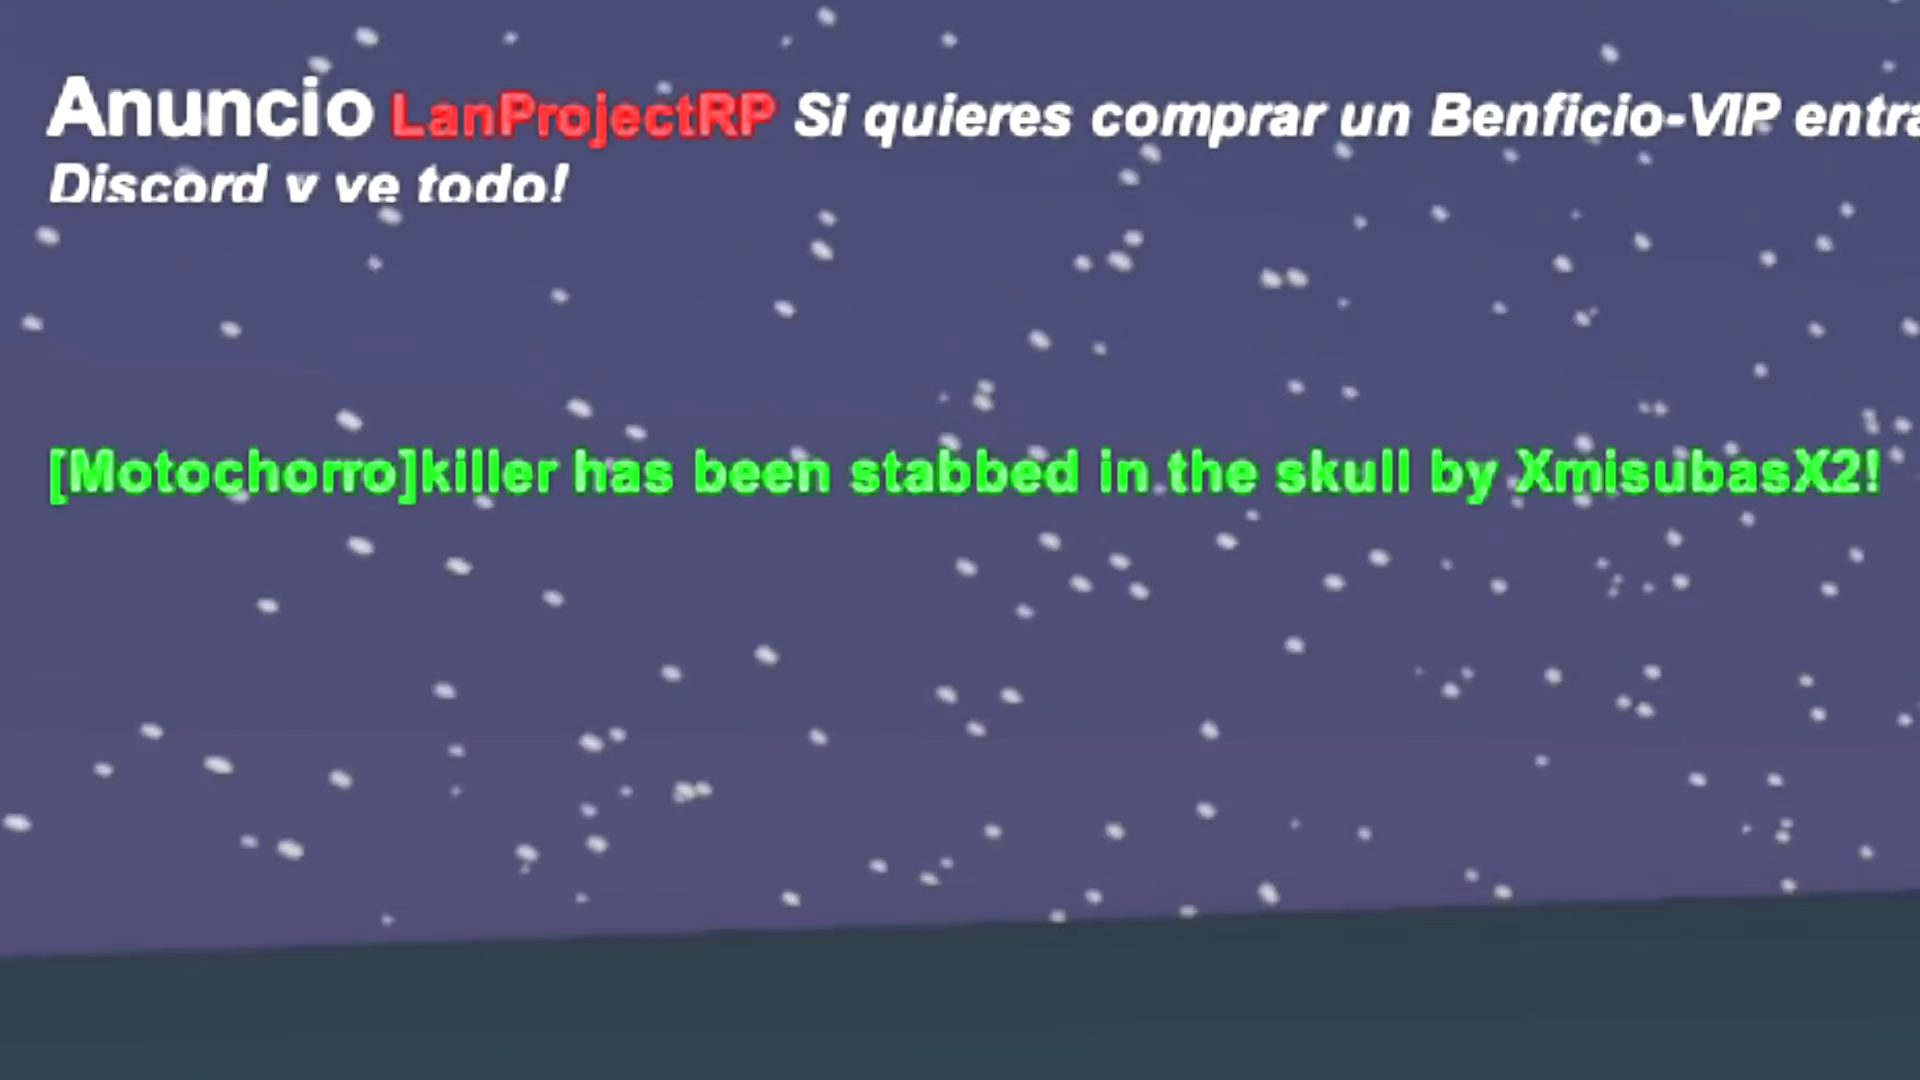 Anuncio LanProjectRP Si quieres comprar un Benficio-VIP entra
Discord y ve todo!
[Motochorro]killer has been stabbed in the skull by XmisubasX2!